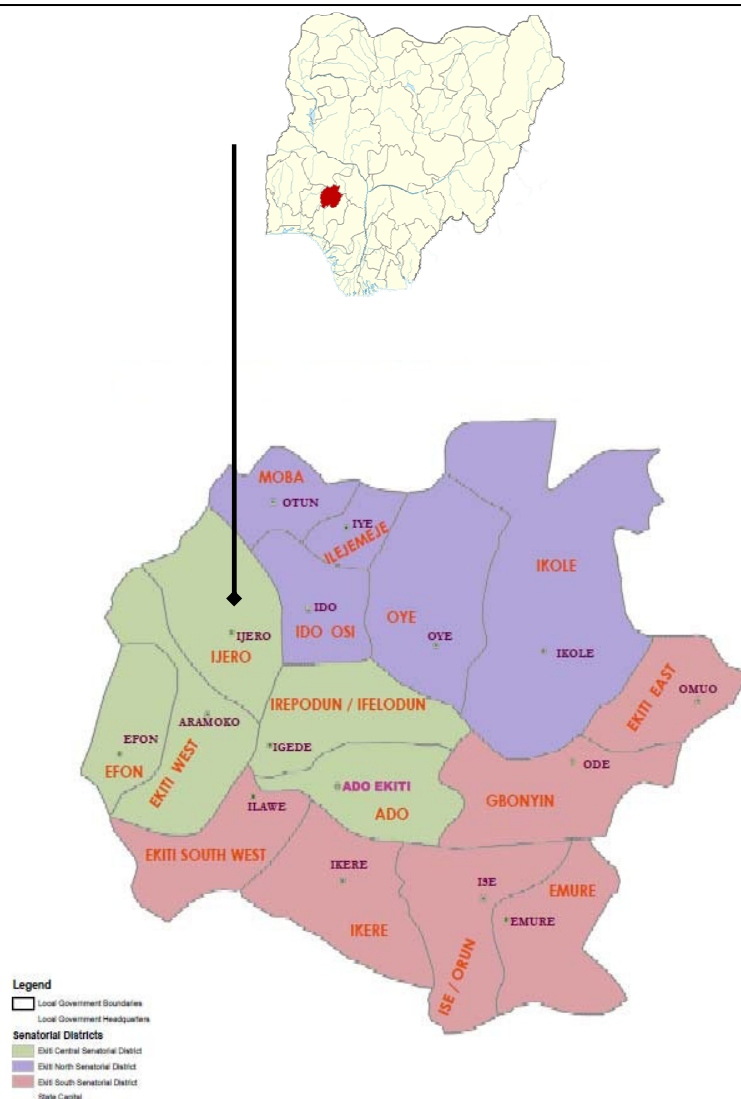 MOBA
OTUN
IYE
ILEJEMEJE
IKOLE
IDO
IDO OSI
OYE
OYE
IKOLE
IJERO
IJERO
EKITI EAST
OMUO
IREPODUN / IFELODUN
ARAMOKO
EFON
EFON
EKITI WEST
IGEDE
ODE
ADO EKITI
ADO
GBONYIN
ILAWE
EKITI SOUTH WEST
IKERE
IKERE
ISE
EMURE
EMURE
ISE / ORUN
Legend
Local Government Boundaries
Local Government Headquarters
Senatorial Districts
Ekiti Central Senatorial District
Ekiti North Senatorial District
Ekiti South Senatorial District
State Capital